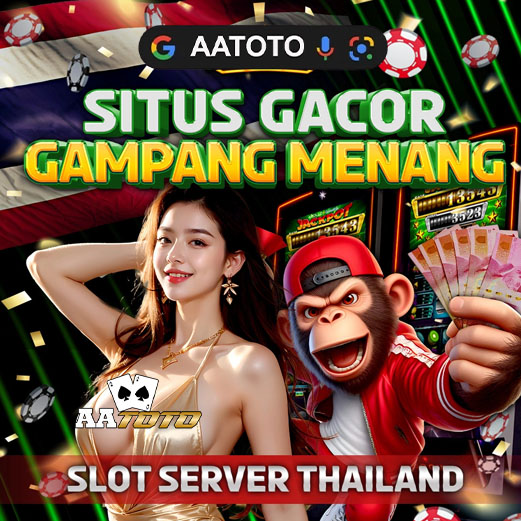 AATOTO
SITUS GACOR
GAMPANG MENANG
JACKPOT
AATOTO
SLOT SERVER THAILAND